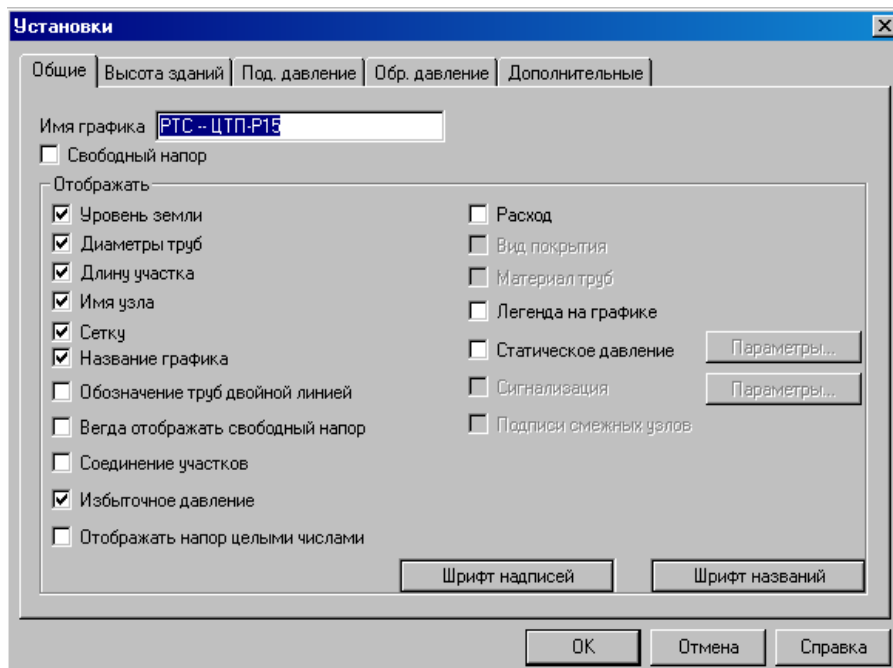 Установки
Общие Высота зданий Под. давление Обр. давление Дополнительные
Имя графика РТС -- ЦТП-Р15
Свободный напор
Отображать
Уровень земли
Диаметры труб
Длину участка
Имя узла
Сетку
Название графика
Обозначение труб двойной линией
Вегда отображать свободный напор
Соединение участков
Избыточное давление
Отображать напор целыми числами
Расход
Вид покрытия
Материал труб
Легенда на графике
Статическое давление Параметры...
Сигнализация Параметры...
Подписи смежных узлов
Шрифт надписей Шрифт названий
OK Отмена Справка